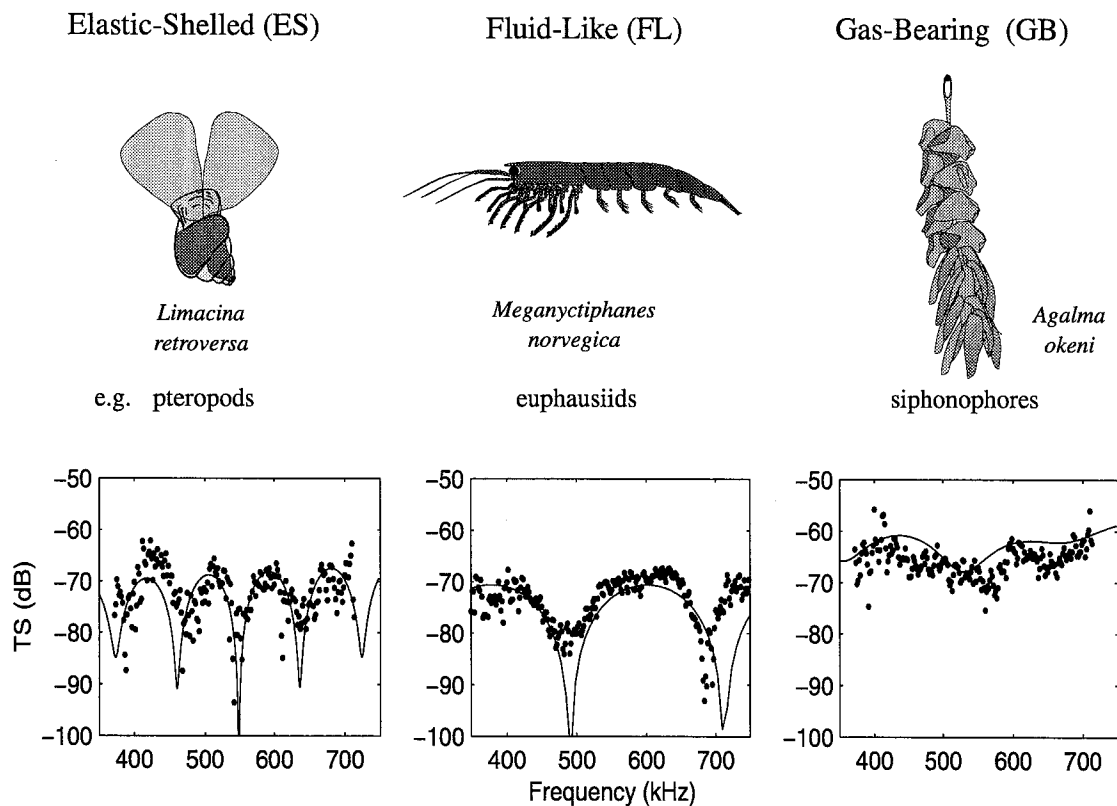 Elastic-Shelled (ES)
Fluid-Like (FL)
Gas-Bearing (GB)
Limacina
retroversa
Meganyctiphanes
norvegica
Agalma
okeni
e.g. pteropods
euphausiids
siphonophores
TS (dB)
-50
-60
-70
-80
-90
-100
400 500 600 700
-50
-60
-70
-80
-90
-100
400 500 600 700
-50
-60
-70
-80
-90
-100
400 500 600 700
Frequency (kHz)